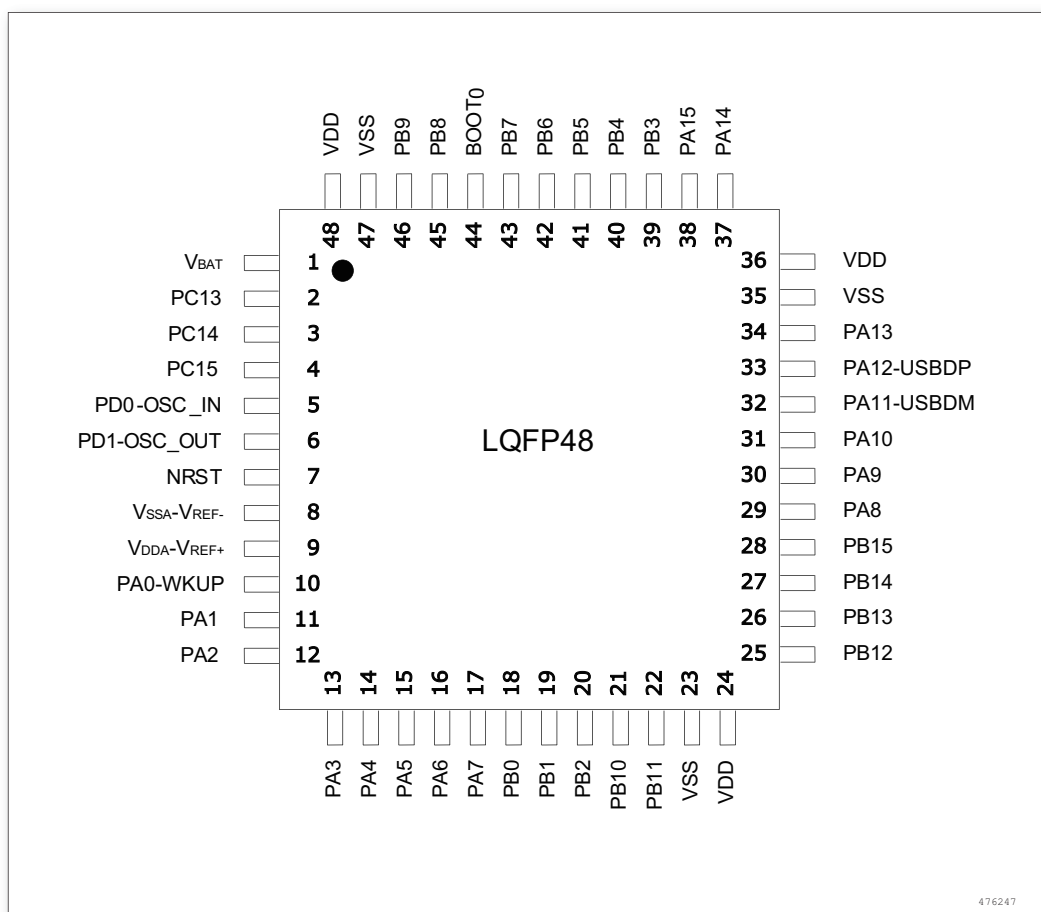 VDD
VSS
PB9
PB8
BOOT0
PB7
PB6
PB5
PB4
PB3
PA15
PA14
48
47
46
45
44
43
42
41
40
39
38
37
VBAT 1
PC13 2
PC14 3
PC15 4
PD0-OSC_IN 5
PD1-OSC_OUT 6
NRST 7
VSSA-VREF- 8
VDDA-VREF+ 9
PA0-WKUP 10
PA1 11
PA2 12
LQFP48
36 VDD
35 VSS
34 PA13
33 PA12-USBDP
32 PA11-USBDM
31 PA10
30 PA9
29 PA8
28 PB15
27 PB14
26 PB13
25 PB12
13
14
15
16
17
18
19
20
21
22
23
24
PA3
PA4
PA5
PA6
PA7
PB0
PB1
PB2
PB10
PB11
VSS
VDD
476247